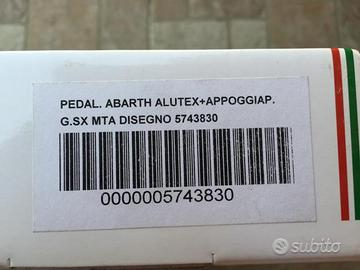 PEDAL. ABARTH ALUTEX+APPOGGIAP.
G.SX MTA DISEGNO 5743830
0000005743830
subito